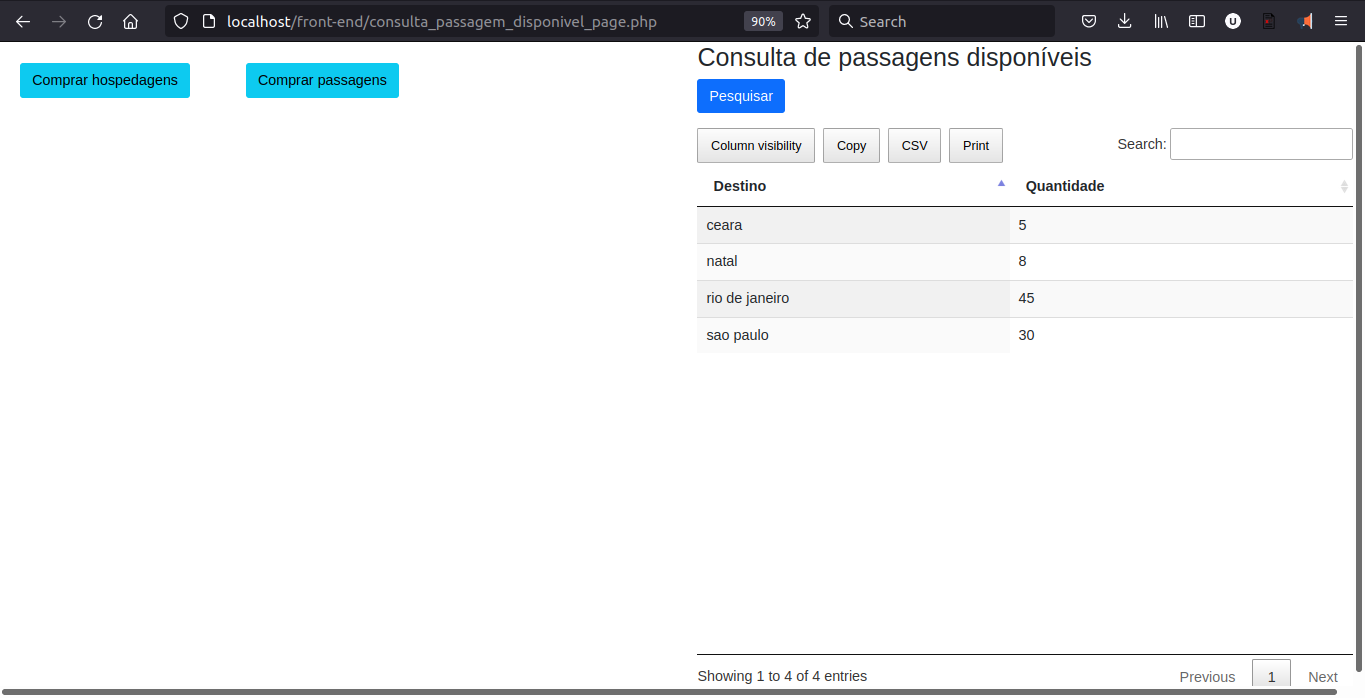 localhost/front-end/consulta_passagem_disponivel_page.php 90% Search U
Comprar hospedagens Comprar passagens
Consulta de passagens disponíveis
Pesquisar
Column visibility Copy CSV Print Search:
Destino Quantidade
ceara 5
natal 8
rio de janeiro 45
sao paulo 30
Showing 1 to 4 of 4 entries Previous 1 Next